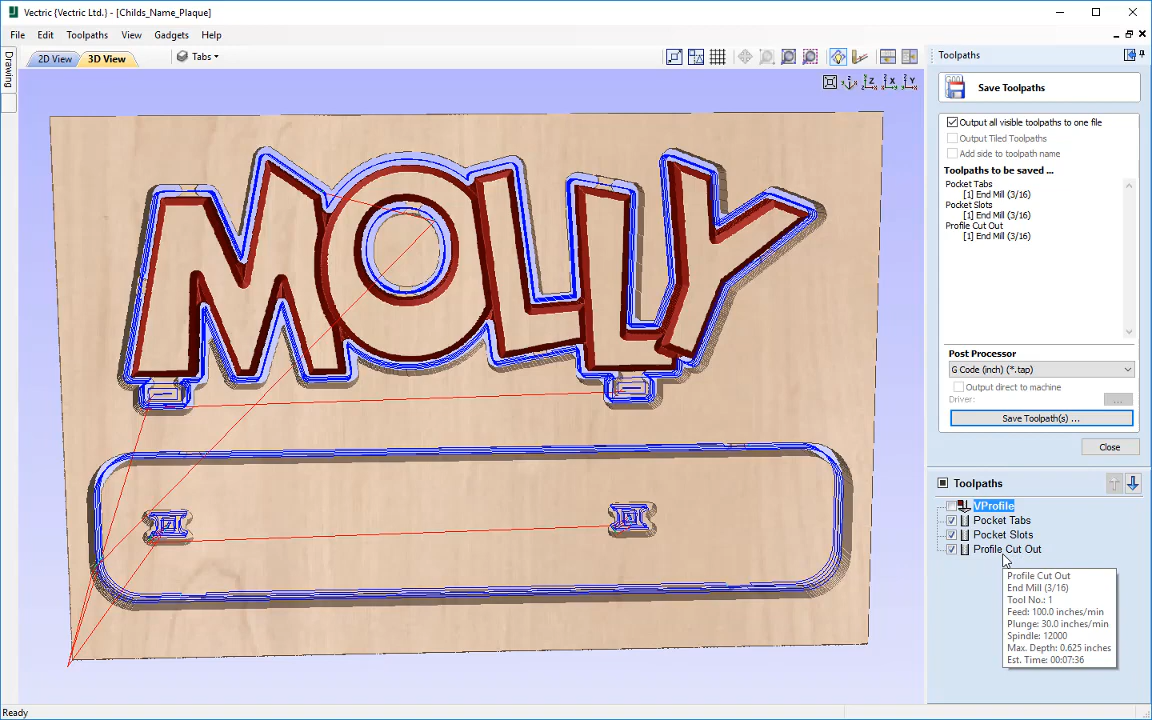 Vectric {Vectric Ltd.} - [Childs_Name_Plaque]
File Edit Toolpaths View Gadgets Help
Drawing
2D View 3D View Tabs
Z X Y
MOLLY
Toolpaths
Save Toolpaths
Output all visible toolpaths to one file
Output Tiled Toolpaths
Add side to toolpath name
Toolpaths to be saved ...
Pocket Tabs
[1] End Mill (3/16)
Pocket Slots
[1] End Mill (3/16)
Profile Cut Out
[1] End Mill (3/16)
Post Processor
G Code (inch) (*.tap)
Output direct to machine
Driver:
...
Save Toolpath(s) ...
Close
Toolpaths
VProfile
Pocket Tabs
Pocket Slots
Profile Cut Out
Profile Cut Out
End Mill (3/16)
Tool No.: 1
Feed: 100.0 inches/min
Plunge: 30.0 inches/min
Spindle: 12000
Max. Depth: 0.625 inches
Est. Time: 00:07:36
Ready